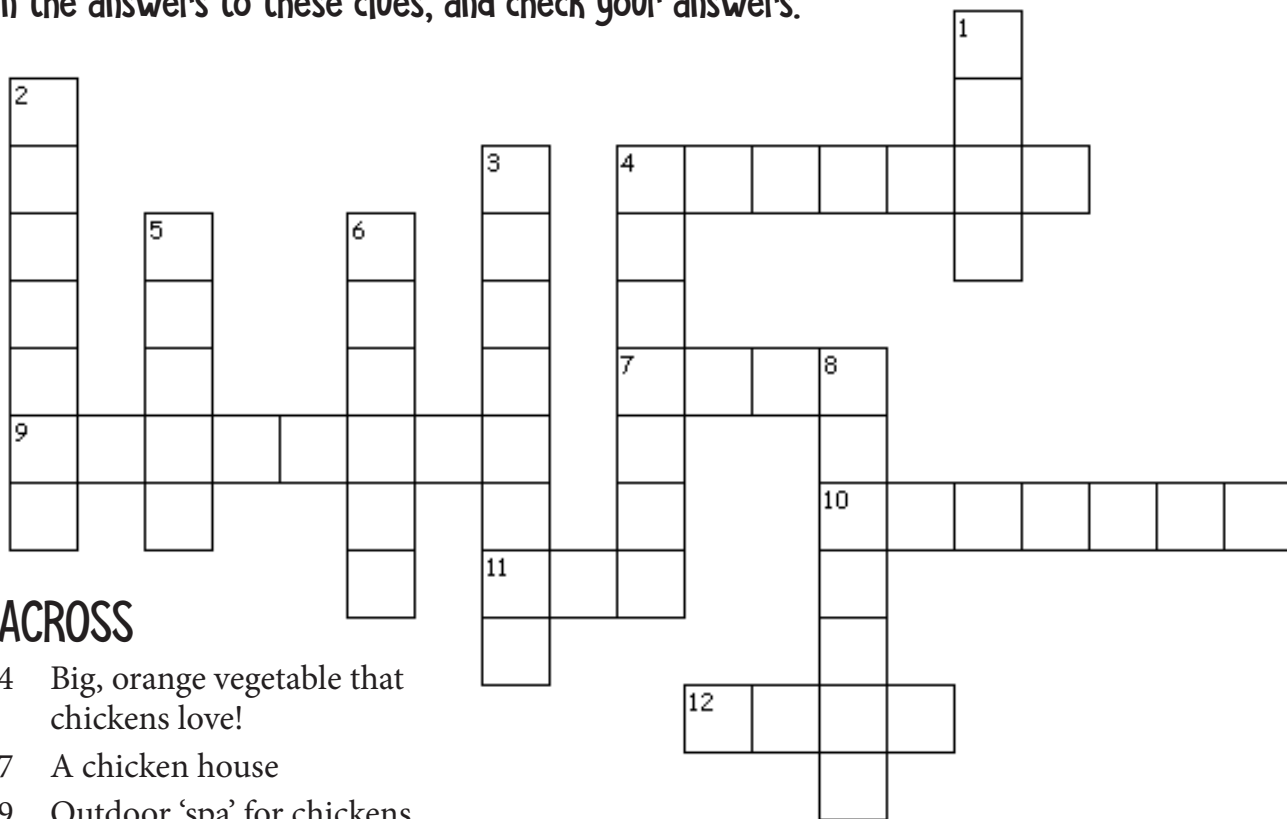 in the answers to these clues, and check your answers.
1
2
3
4
5
6
7
8
9
10
11
12
ACROSS
4 Big, orange vegetable that
chickens love!
7 A chicken house
9 Outdoor ‘spa’ for chickens